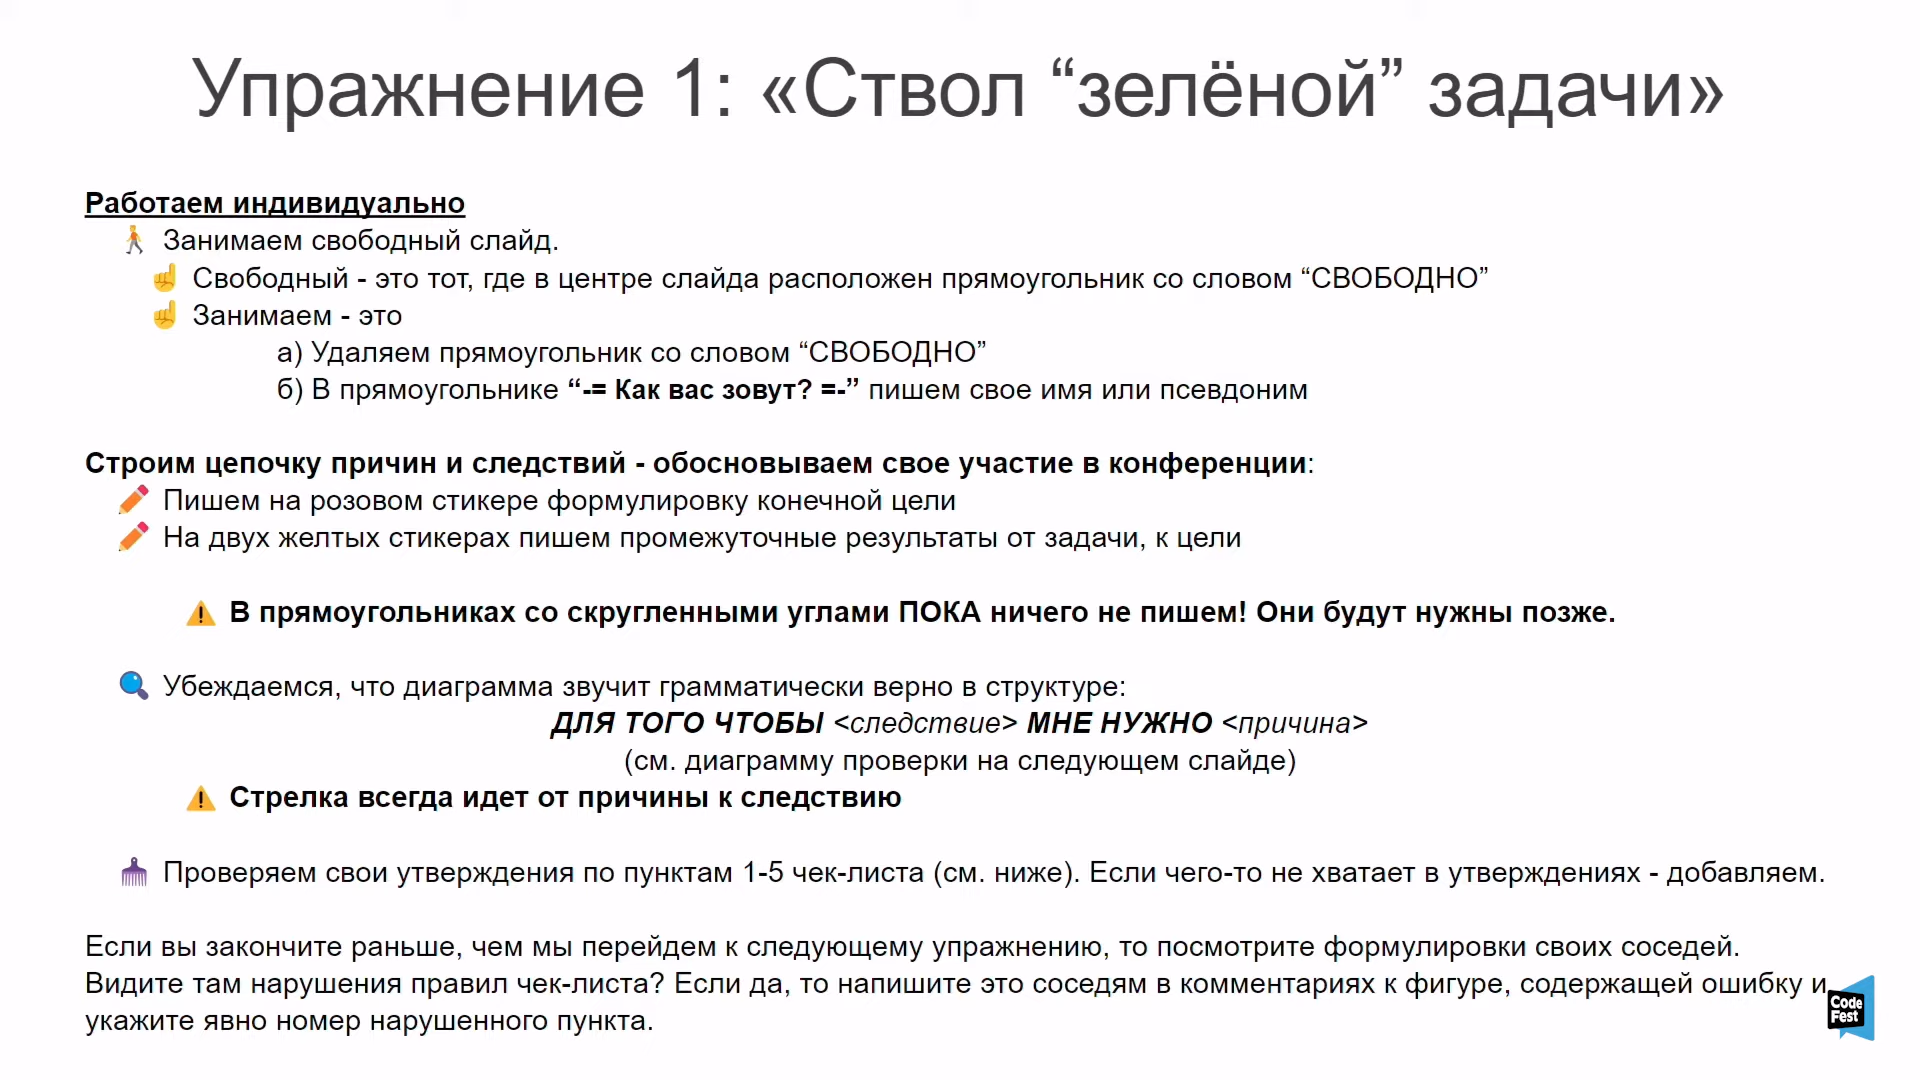 Упражнение 1: «Ствол “зелёной” задачи»
Работаем индивидуально
Занимаем свободный слайд.
Свободный - это тот, где в центре слайда расположен прямоугольник со словом “СВОБОДНО”
Занимаем - это
а) Удаляем прямоугольник со словом “СВОБОДНО”
б) В прямоугольнике “-= Как вас зовут? =-” пишем свое имя или псевдоним
Строим цепочку причин и следствий - обосновываем свое участие в конференции:
Пишем на розовом стикере формулировку конечной цели
На двух желтых стикерах пишем промежуточные результаты от задачи, к цели
В прямоугольниках со скругленными углами ПОКА ничего не пишем! Они будут нужны позже.
Убеждаемся, что диаграмма звучит грамматически верно в структуре:
ДЛЯ ТОГО ЧТОБЫ <следствие> МНЕ НУЖНО <причина>
(см. диаграмму проверки на следующем слайде)
Стрелка всегда идет от причины к следствию
Проверяем свои утверждения по пунктам 1-5 чек-листа (см. ниже). Если чего-то не хватает в утверждениях - добавляем.
Если вы закончите раньше, чем мы перейдем к следующему упражнению, то посмотрите формулировки своих соседей.
Видите там нарушения правил чек-листа? Если да, то напишите это соседям в комментариях к фигуре, содержащей ошибку и
укажите явно номер нарушенного пункта.
Code
Fest